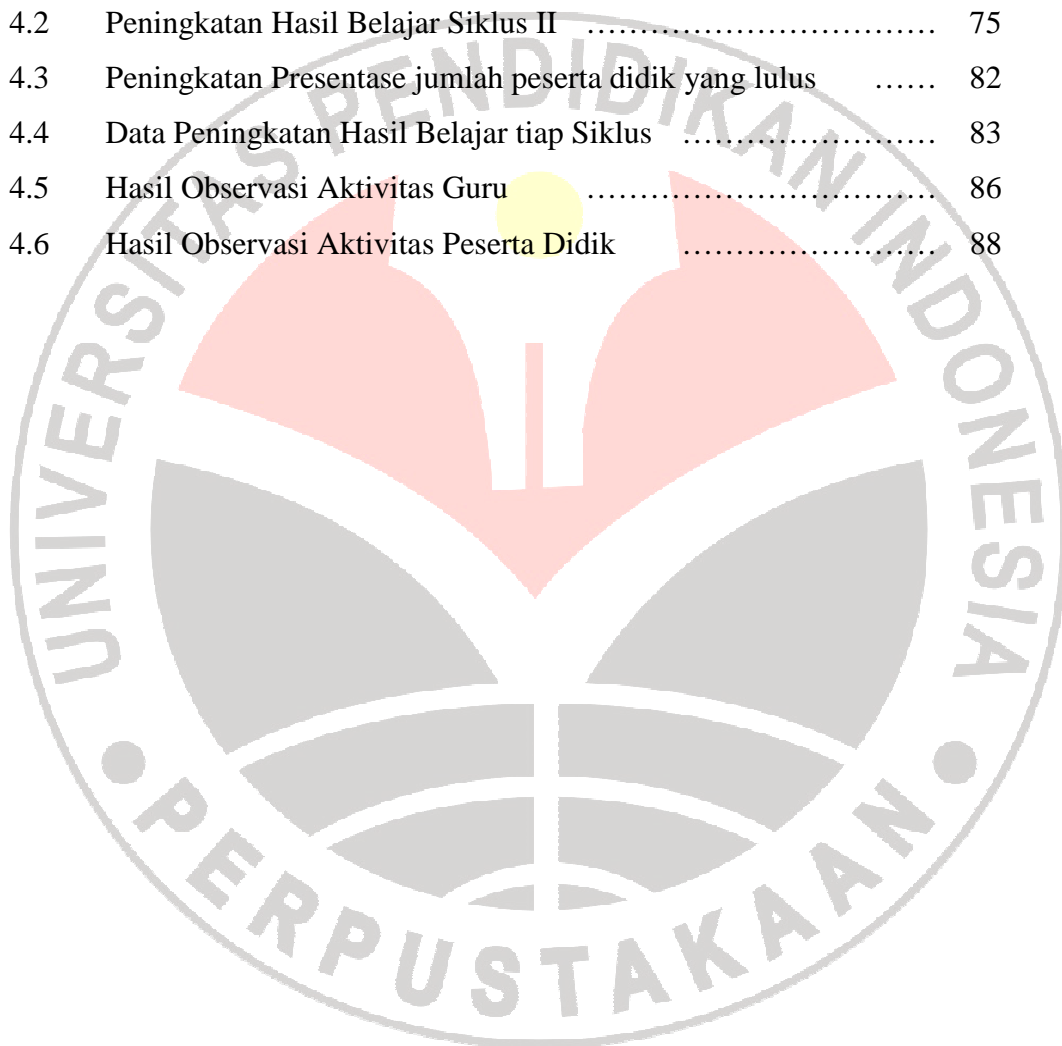 4.2 Peningkatan Hasil Belajar Siklus II ................................ 75
4.3 Peningkatan Presentase jumlah peserta didik yang lulus ...... 82
4.4 Data Peningkatan Hasil Belajar tiap Siklus ....................... 83
4.5 Hasil Observasi Aktivitas Guru ................................ 86
4.6 Hasil Observasi Aktivitas Peserta Didik ....................... 88
UNIVERSITAS PENDIDIKAN INDONESIA
PERPUSTAKAAN